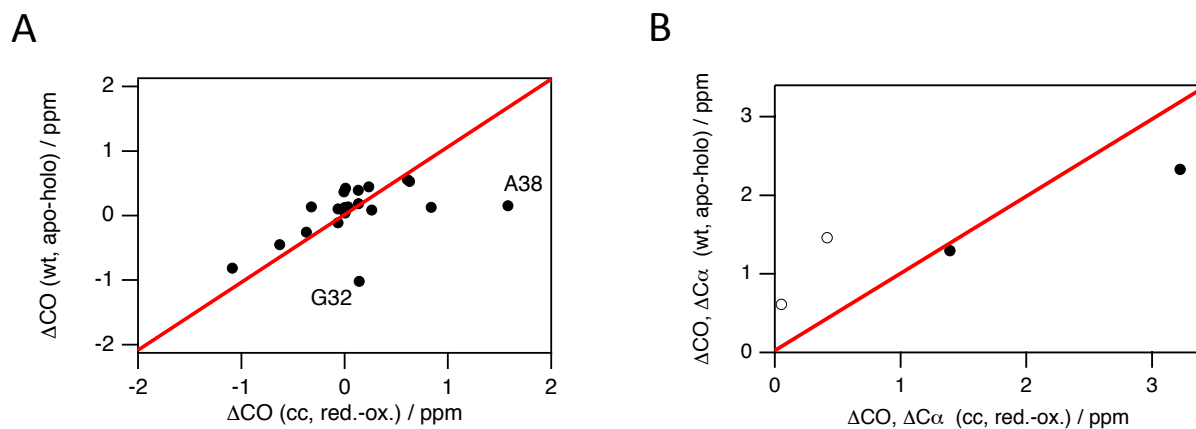 A
B
ΔCO (wt, apo-holo) / ppm
2
1
0
-1
-2
A38
G32
-2
-1
0
1
2
ΔCO (cc, red.-ox.) / ppm
ΔCO, ΔCα (wt, apo-holo) / ppm
3
2
1
0
0
1
2
3
ΔCO, ΔCα (cc, red.-ox.) / ppm